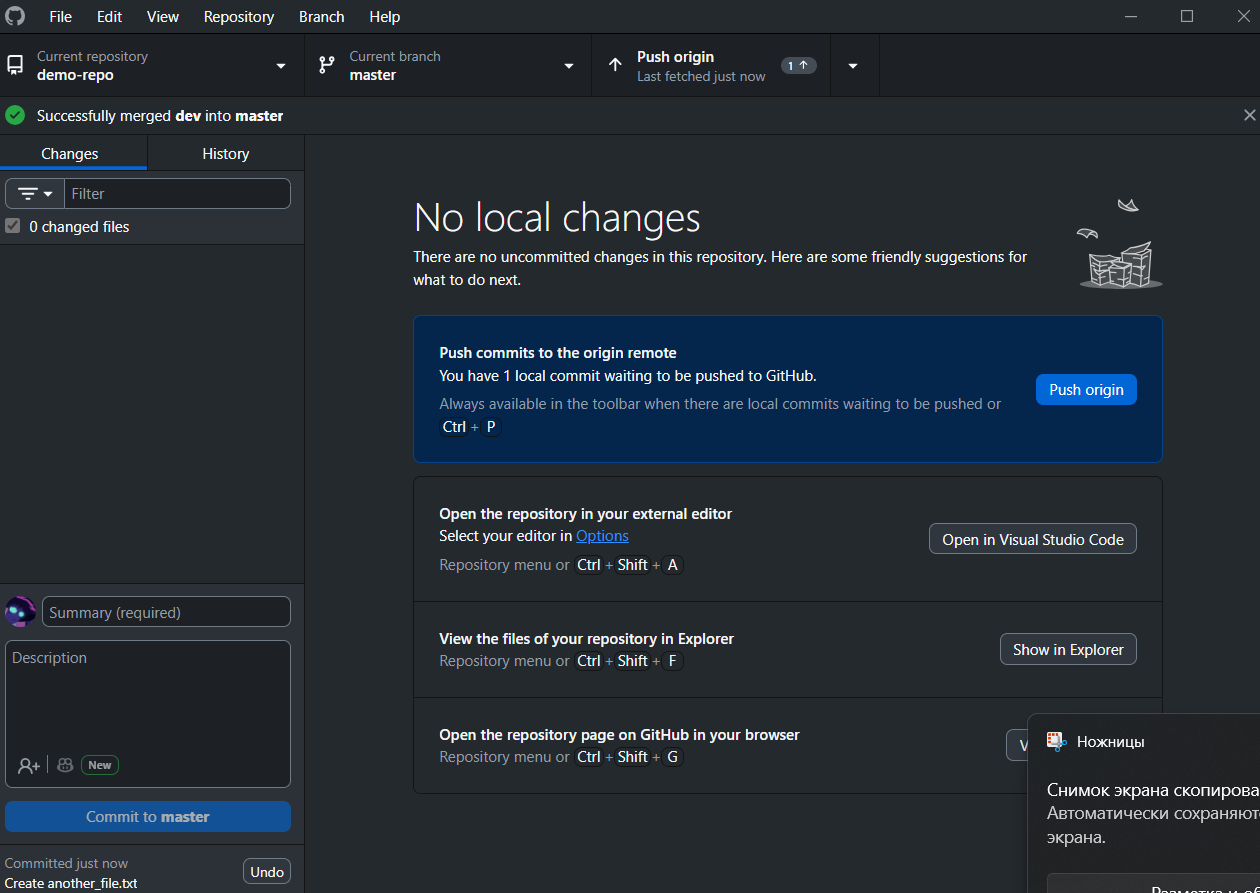 File Edit View Repository Branch Help
Current repository
demo-repo
Current branch
master
Push origin
Last fetched just now
1
Successfully merged dev into master
Changes History
Filter
0 changed files
No local changes
There are no uncommitted changes in this repository. Here are some friendly suggestions for
what to do next.
Push commits to the origin remote
You have 1 local commit waiting to be pushed to GitHub.
Always available in the toolbar when there are local commits waiting to be pushed or
Ctrl + P
Push origin
Open the repository in your external editor
Select your editor in Options
Repository menu or Ctrl + Shift + A
Open in Visual Studio Code
View the files of your repository in Explorer
Repository menu or Ctrl + Shift + F
Show in Explorer
Open the repository page on GitHub in your browser
Repository menu or Ctrl + Shift + G
V
Summary (required)
Description
New
Commit to master
Committed just now
Create another_file.txt
Undo
Ножницы
Снимок экрана скопирова
Автоматически сохраняют
экрана.
Разметка и об